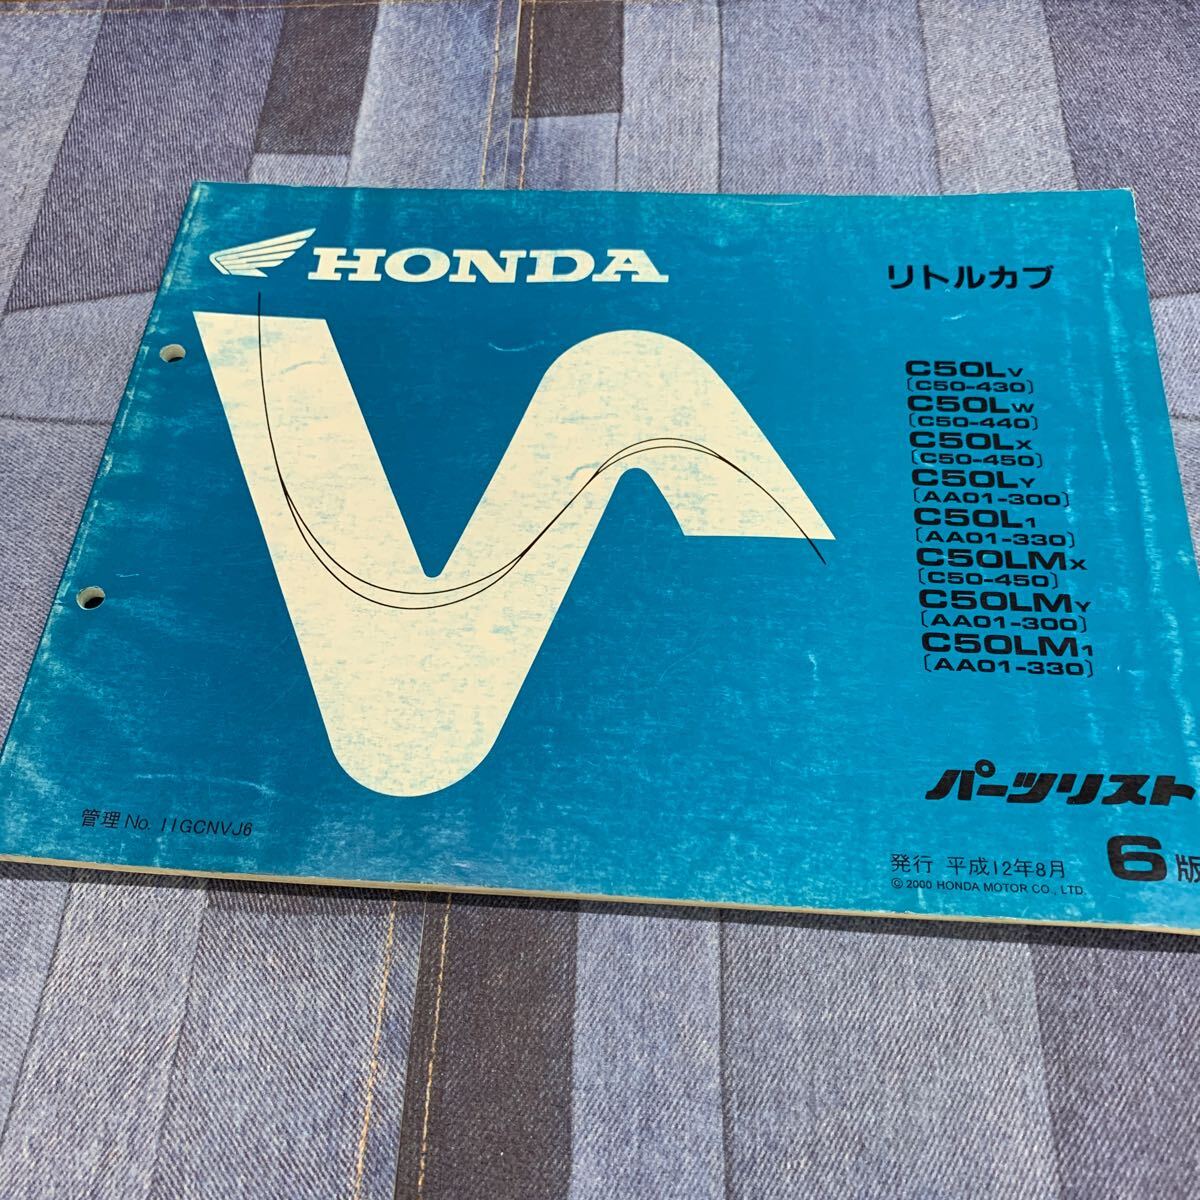 HONDA
リトルカブ
C50LV
〔C50-430〕
C50LW
〔C50-440〕
C50LX
〔C50-450〕
C50LY
〔AA01-300〕
C50L1
〔AA01-330〕
C50LMX
〔C50-450〕
C50LMY
〔AA01-300〕
C50LM1
〔AA01-330〕
パーツリスト
6版
管理 No. 11GCNVJ6
発行 平成12年8月
© 2000 HONDA MOTOR CO., LTD.